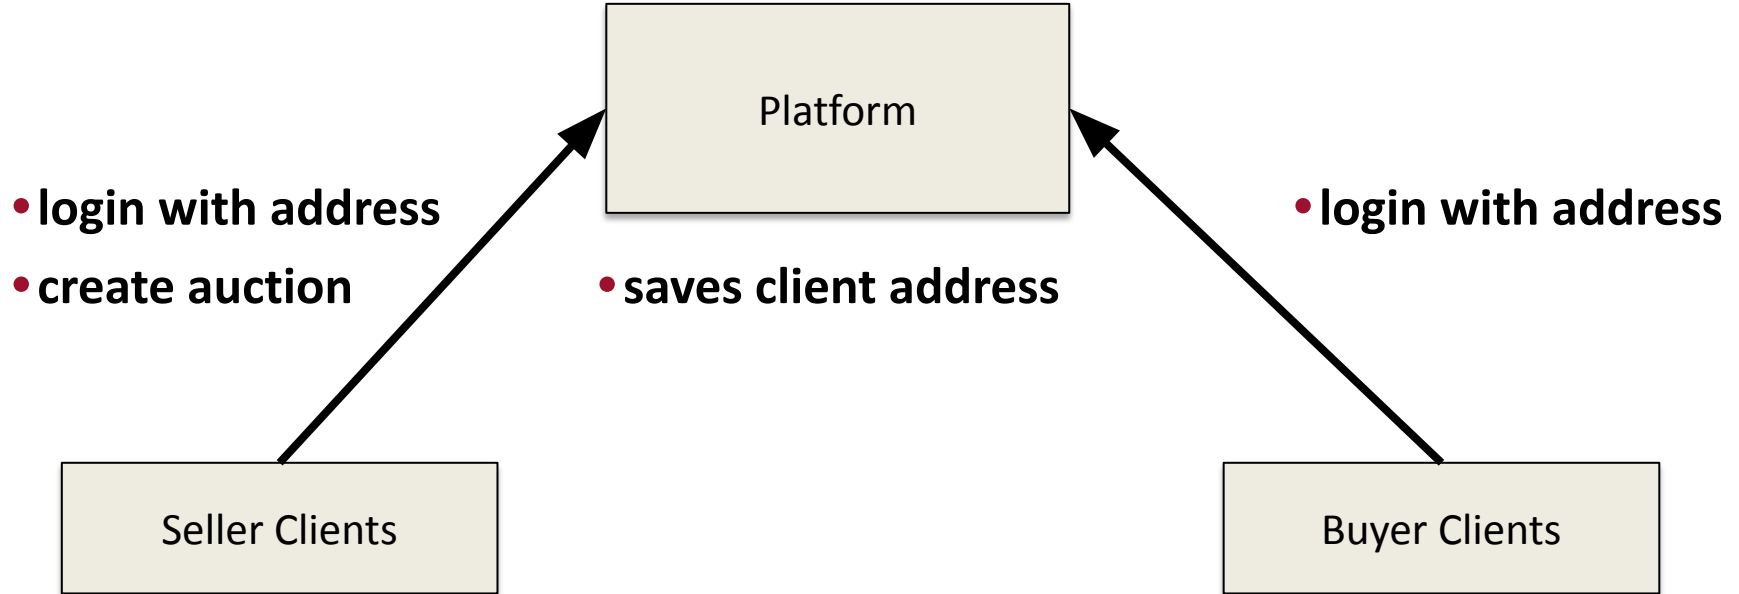 Platform
• login with address
• create auction
• saves client address
• login with address
Seller Clients
Buyer Clients